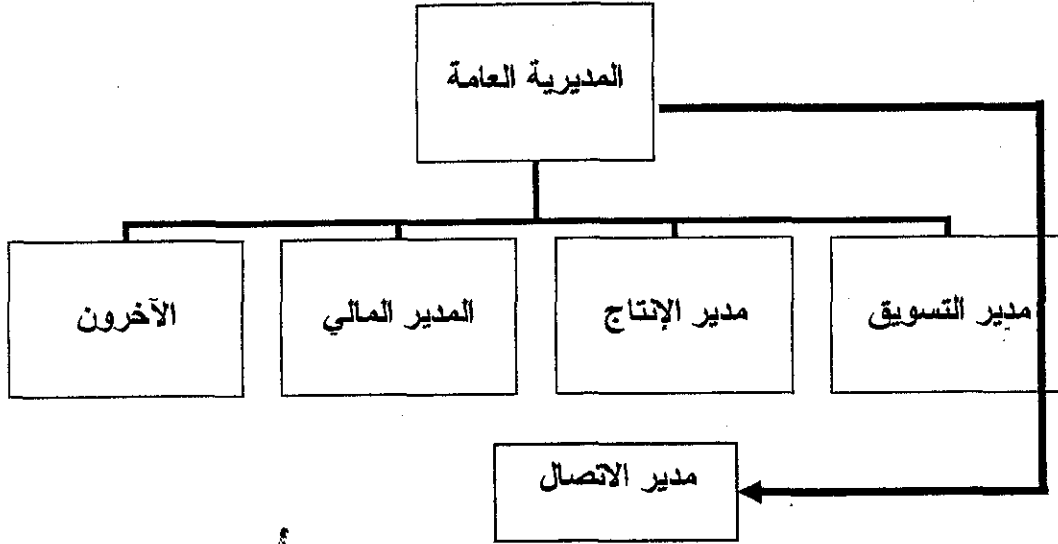 المديرية العامة
مدير التسويق
مدير الإنتاج
المدير المالي
الآخرون
مدير الاتصال
أ